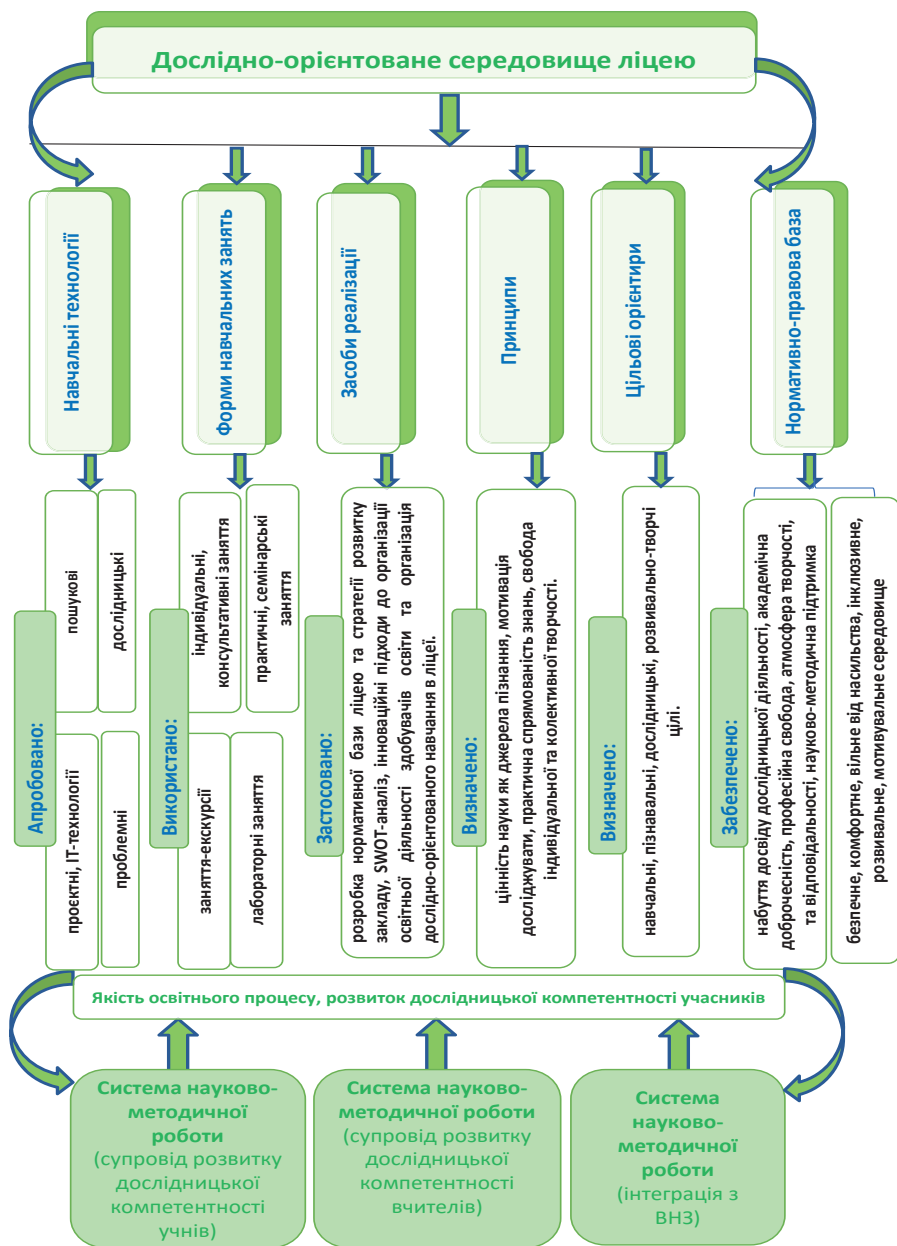 Дослідно-орієнтоване середовище ліцею
Навчальні технології
Апробовано:
проєктні, ІТ-технології
пошукові
проблемні
дослідницькі
Форми навчальних занять
Використано:
заняття-екскурсії
індивідуальні,
консультативні заняття
лабораторні заняття
практичні, семінарські
заняття
Засоби реалізації
Застосовано:
розробка нормативної бази ліцею та стратегії розвитку
закладу, SWOT-аналіз, інноваційні підходи до організації
освітньої діяльності здобувачів освіти та організація
дослідно-орієнтованого навчання в ліцеї.
Принципи
Визначено:
цінність науки як джерела пізнання, мотивація
досліджувати, практична спрямованість знань, свобода
індивідуальної та колективної творчості.
Цільові орієнтири
Визначено:
навчальні, пізнавальні, дослідницькі, розвивально-творчі
цілі.
Нормативно-правова база
Забезпечено:
набуття досвіду дослідницької діяльності, академічна
доброчесність, професійна свобода, атмосфера творчості,
та відповідальності, науково-методична підтримка
безпечне, комфортне, вільне від насильства, інклюзивне,
розвивальне, мотивувальне середовище
Якість освітнього процесу, розвиток дослідницької компетентності учасників
Система науково-
методичної
роботи
(супровід розвитку
дослідницької
компетентності
учнів)
Система науково-
методичної роботи
(супровід розвитку
дослідницької
компетентності
вчителів)
Система
науково-
методичної
роботи
(інтеграція з
ВНЗ)